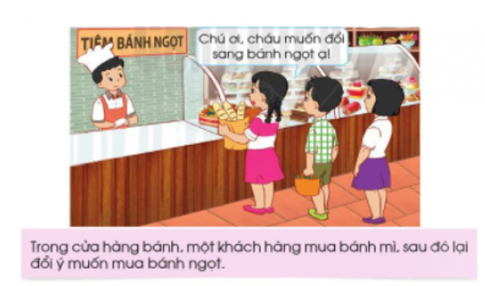 TIỆM BÁNH NGỌT
Chú ơi, cháu muốn đổi
sang bánh ngọt ạ!
Trong cửa hàng bánh, một khách hàng mua bánh mì, sau đó lại
đổi ý muốn mua bánh ngọt.